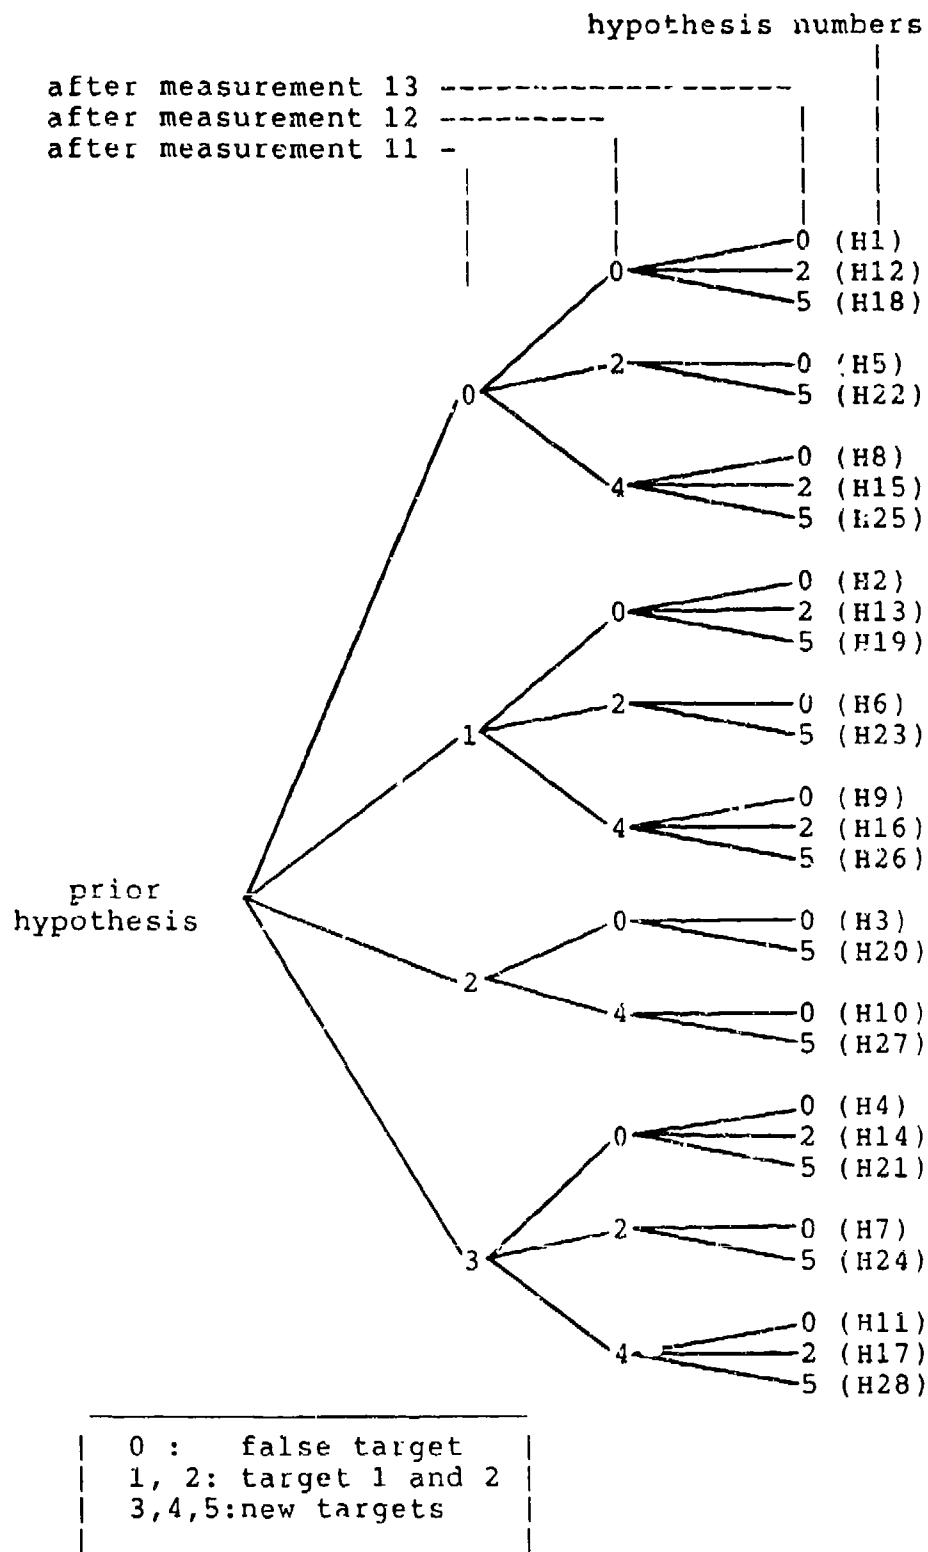 hypothesis numbers
after measurement 13
after measurement 12
after measurement 11
0 (H1)
0
2 (H12)
5 (H18)
2
0 (H5)
0
5 (H22)
0 (H8)
4
2 (H15)
5 (H25)
0 (H2)
0
2 (H13)
5 (H19)
2
0 (H6)
1
5 (H23)
0 (H9)
4
2 (H16)
5 (H26)
prior
hypothesis
0
0 (H3)
5 (H20)
2
4
0 (H10)
5 (H27)
0 (H4)
0
2 (H14)
5 (H21)
2
0 (H7)
3
5 (H24)
0 (H11)
4
2 (H17)
5 (H28)
0 : false target
1, 2: target 1 and 2
3,4,5:new targets